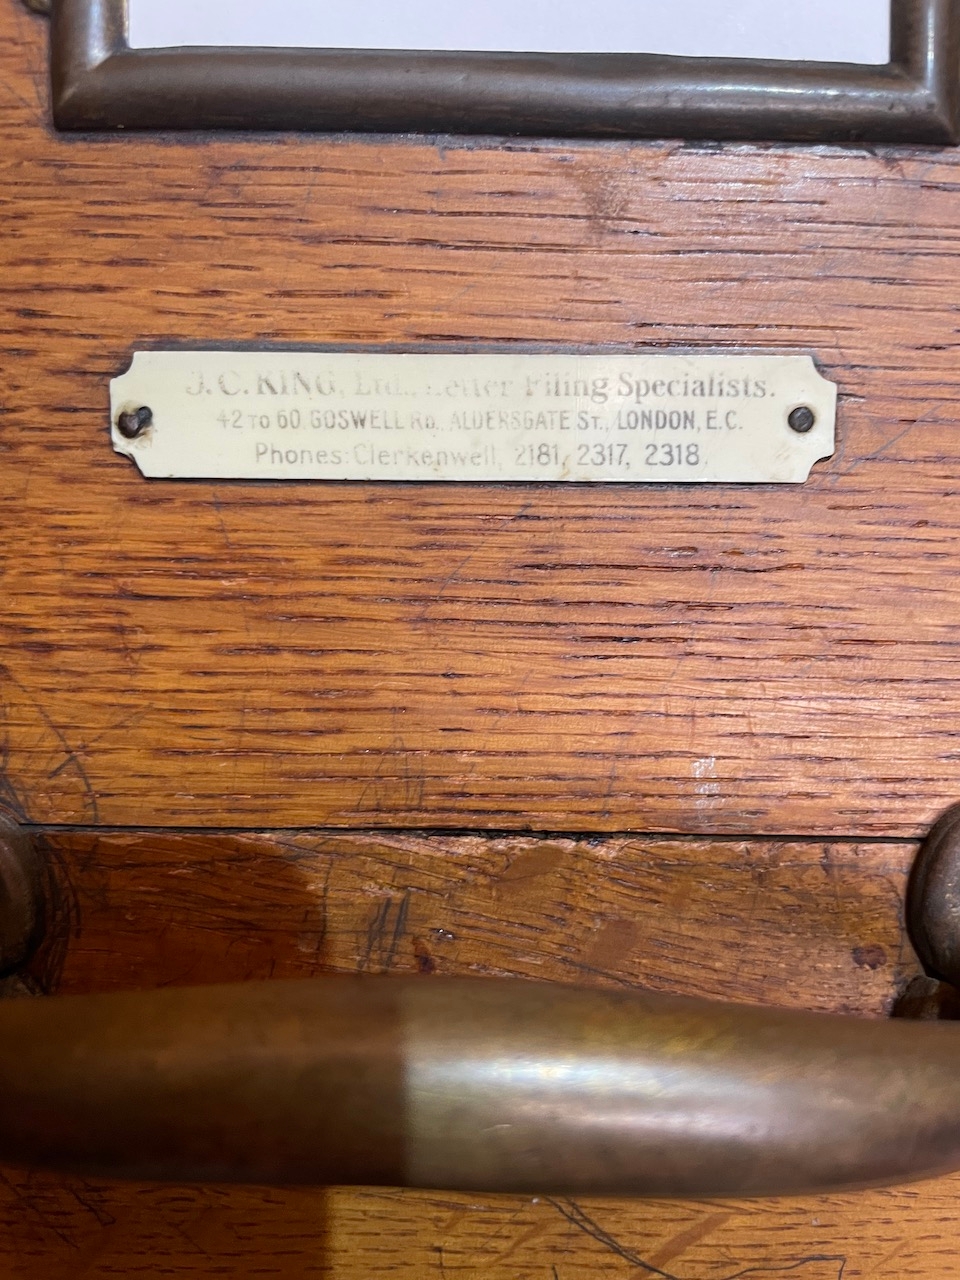 J. C. KING, Ltd., Letter Filing Specialists.
42 TO 60 GOSWELL RD., ALDERSGATE ST., LONDON, E.C.
Phones: Clerkenwell, 2181, 2317, 2318.